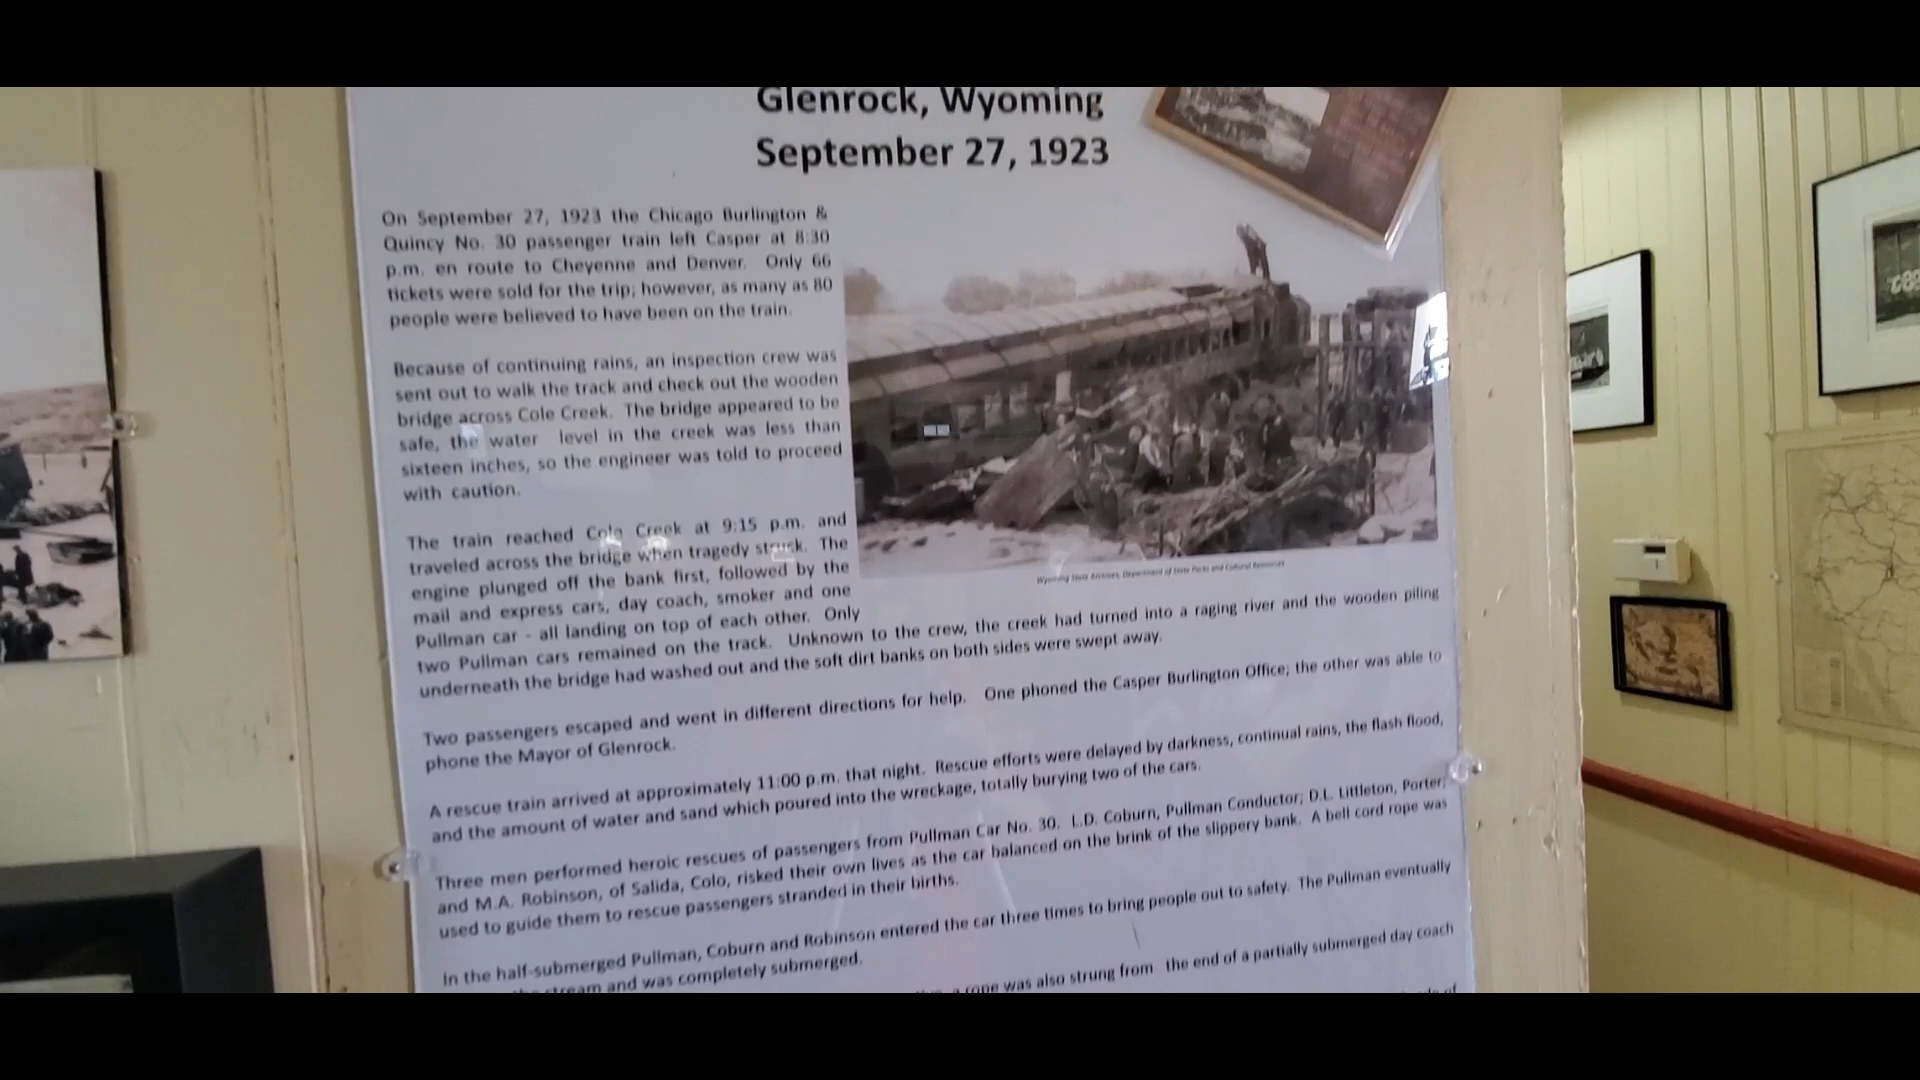 Glenrock, Wyoming
September 27, 1923
On September 27, 1923 the Chicago Burlington &
Quincy No. 30 passenger train left Casper at 8:30
p.m. en route to Cheyenne and Denver. Only 66
tickets were sold for the trip; however, as many as 80
people were believed to have been on the train.
Because of continuing rains, an inspection crew was
sent out to walk the track and check out the wooden
bridge across Cole Creek. The bridge appeared to be
safe, the water level in the creek was less than
sixteen inches, so the engineer was told to proceed
with caution.
The train reached Cole Creek at 9:15 p.m. and
traveled across the bridge when tragedy struck. The
engine plunged off the bank first, followed by the
mail and express cars, day coach, smoker and one
Pullman car - all landing on top of each other. Only
two Pullman cars remained on the track. Unknown to the crew, the creek had turned into a raging river and the wooden piling
underneath the bridge had washed out and the soft dirt banks on both sides were swept away.
Wyoming State Archives, Department of State Parks and Cultural Resources
Two passengers escaped and went in different directions for help. One phoned the Casper Burlington Office; the other was able to
phone the Mayor of Glenrock.
A rescue train arrived at approximately 11:00 p.m. that night. Rescue efforts were delayed by darkness, continual rains, the flash flood,
and the amount of water and sand which poured into the wreckage, totally burying two of the cars.
Three men performed heroic rescues of passengers from Pullman Car No. 30. L.D. Coburn, Pullman Conductor; D.L. Littleton, Porter;
and M.A. Robinson, of Salida, Colo, risked their own lives as the car balanced on the brink of the slippery bank. A bell cord rope was
used to guide them to rescue passengers stranded in their births.
In the half-submerged Pullman, Coburn and Robinson entered the car three times to bring people out to safety. The Pullman eventually
stream and was completely submerged.
a rope was also strung from the end of a partially submerged day coach
of